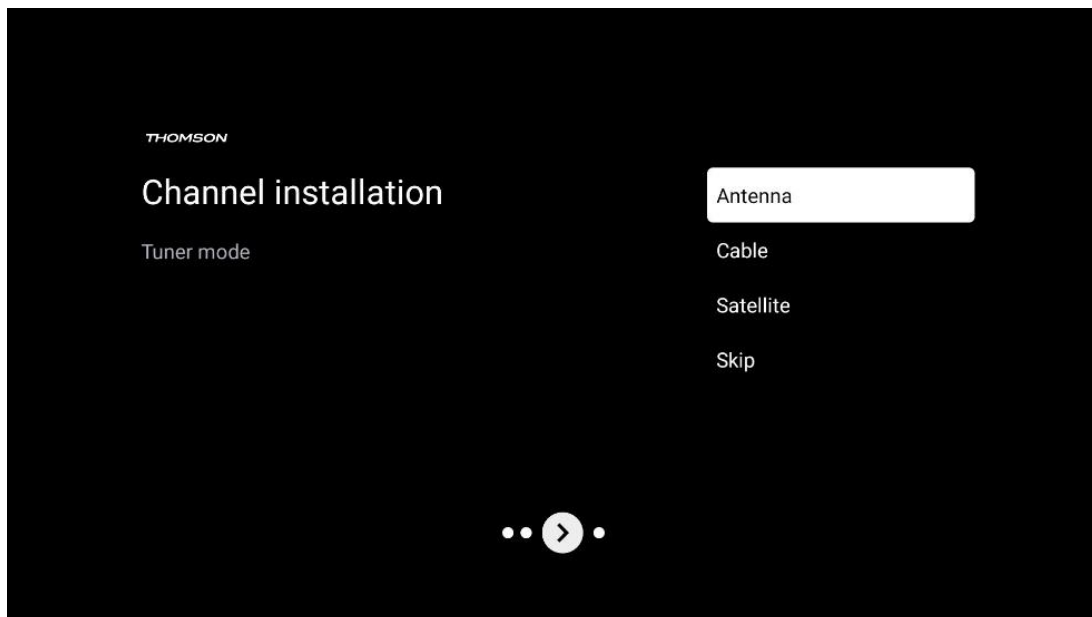 THOMSON
Channel installation
Tuner mode
Antenna
Cable
Satellite
Skip